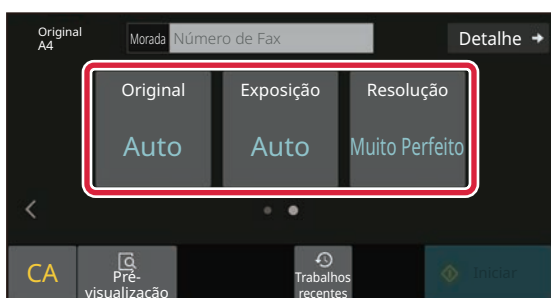 Original
A4
Morada Número de Fax
Detalhe
Original Exposição Resolução
Auto Auto Muito Perfeito
CA
Pré-
visualização
Trabalhos
recentes
Iniciar